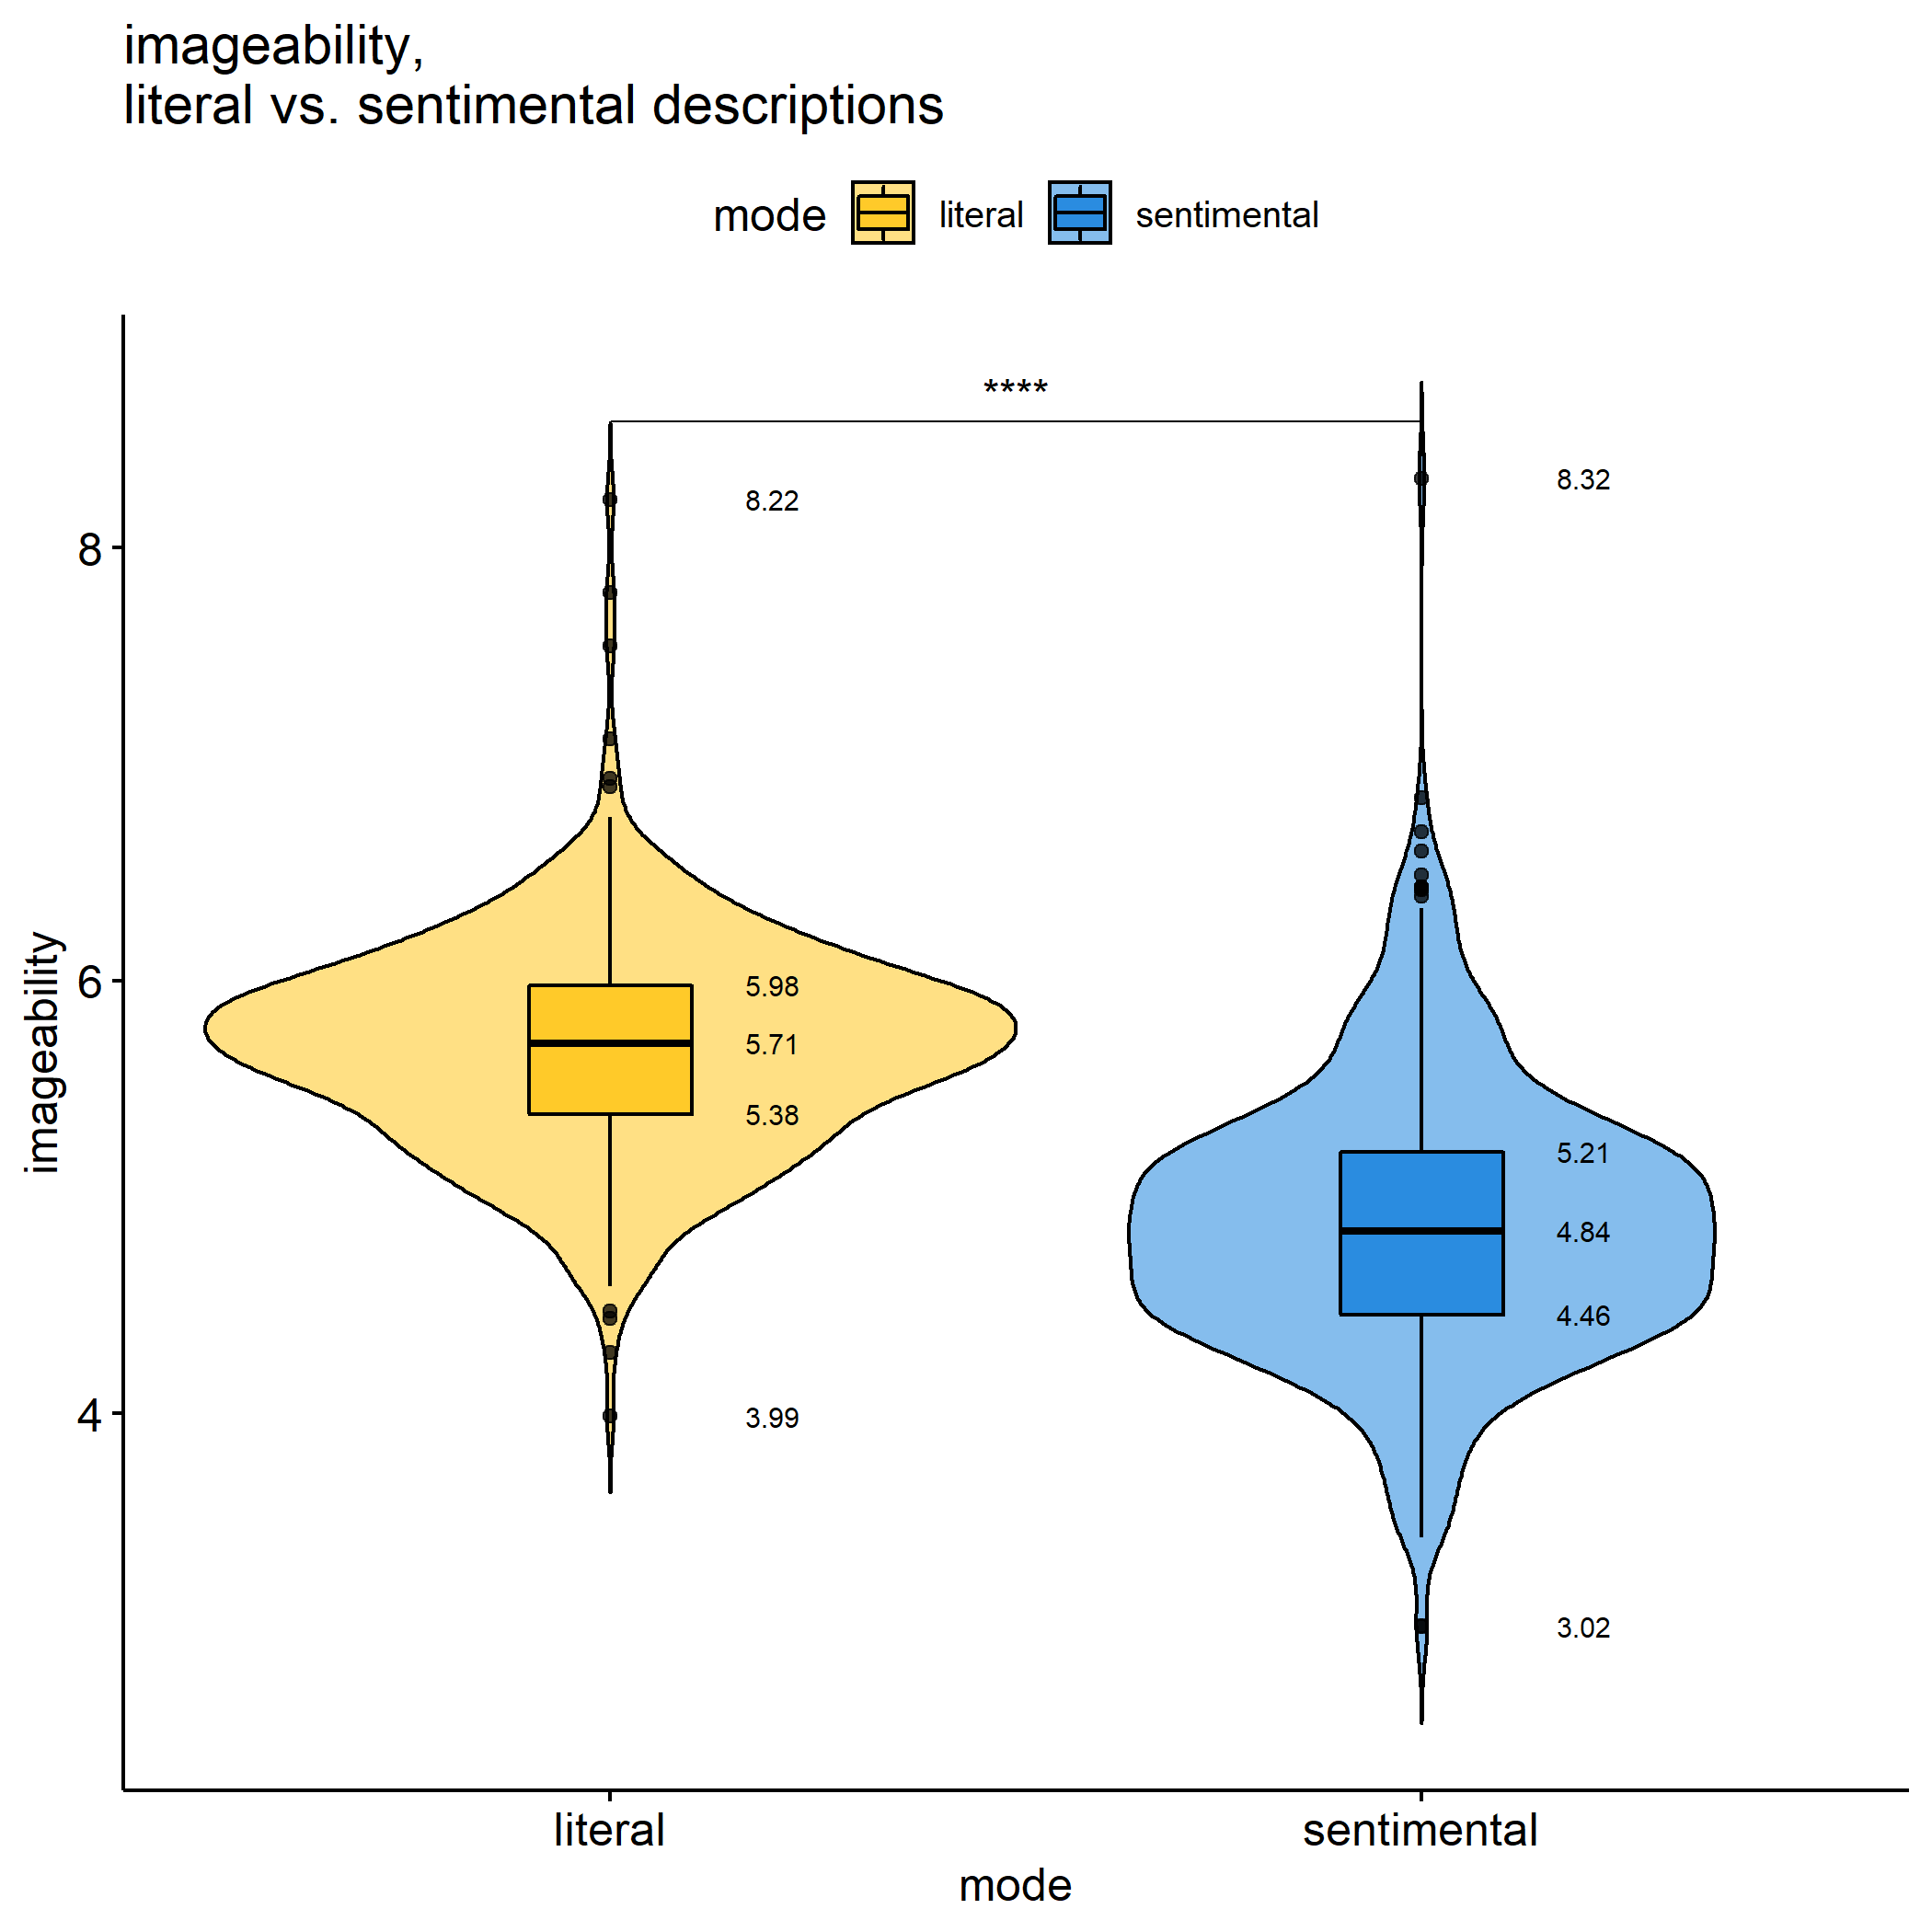 imageability,
literal vs. sentimental descriptions
mode literal sentimental
****
8.32
8.22
8
6
5.98
5.71
5.38
5.21
4.84
4.46
4
3.99
3.02
imageability
literal sentimental
mode